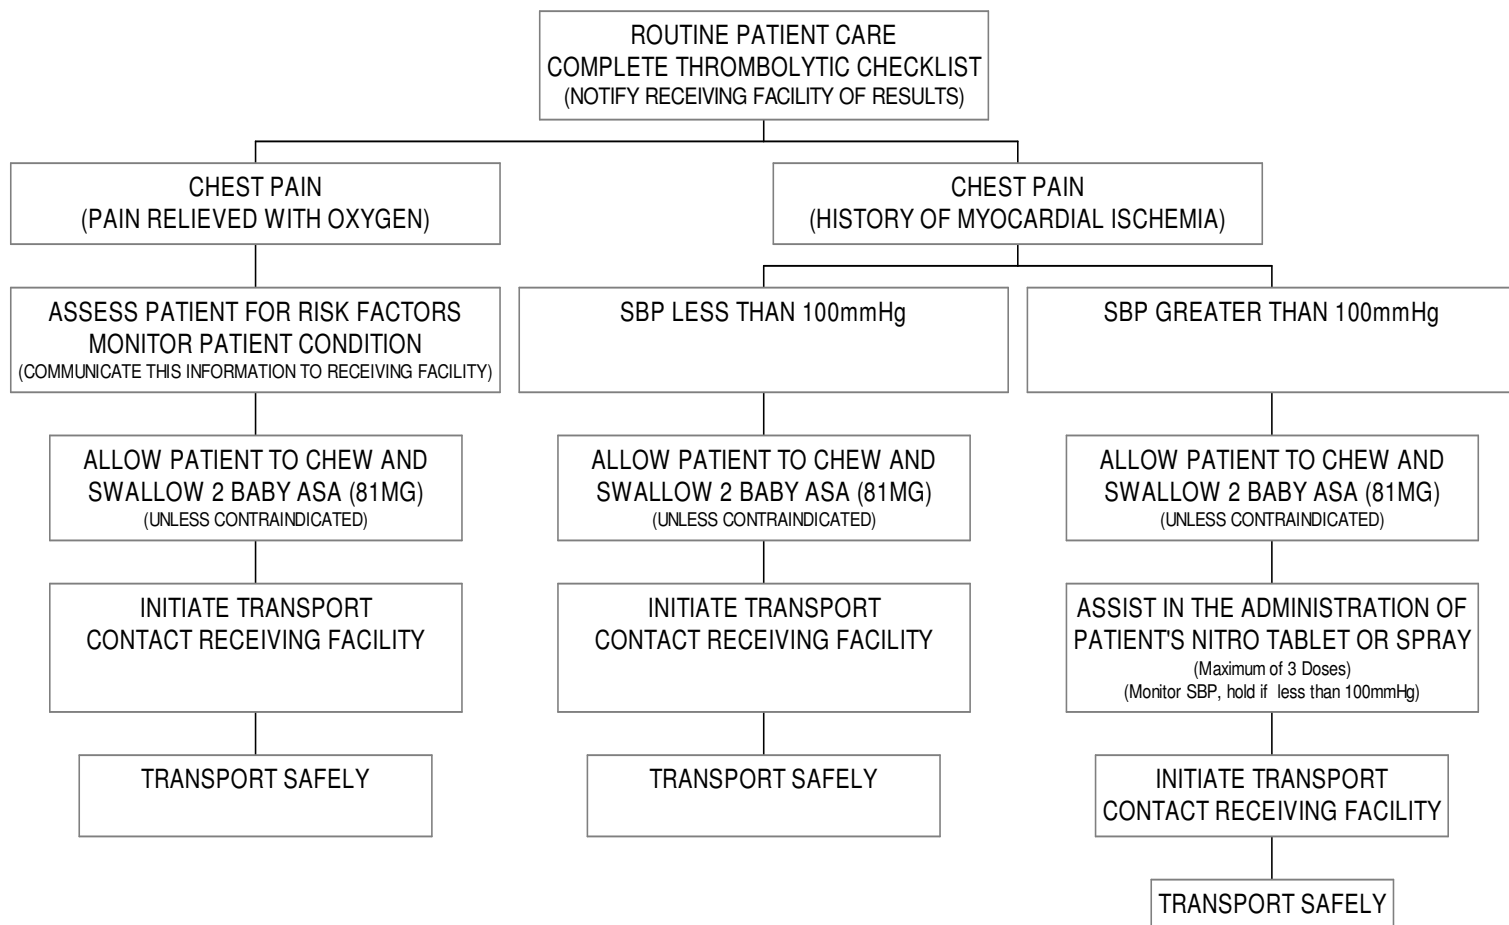 ROUTINE PATIENT CARE
COMPLETE THROMBOLYTIC CHECKLIST
(NOTIFY RECEIVING FACILITY OF RESULTS)
CHEST PAIN
(PAIN RELIEVED WITH OXYGEN)
CHEST PAIN
(HISTORY OF MYOCARDIAL ISCHEMIA)
ASSESS PATIENT FOR RISK FACTORS
MONITOR PATIENT CONDITION
(COMMUNICATE THIS INFORMATION TO RECEIVING FACILITY)
SBP LESS THAN 100mmHg
SBP GREATER THAN 100mmHg
ALLOW PATIENT TO CHEW AND
SWALLOW 2 BABY ASA (81MG)
(UNLESS CONTRAINDICATED)
ALLOW PATIENT TO CHEW AND
SWALLOW 2 BABY ASA (81MG)
(UNLESS CONTRAINDICATED)
ALLOW PATIENT TO CHEW AND
SWALLOW 2 BABY ASA (81MG)
(UNLESS CONTRAINDICATED)
INITIATE TRANSPORT
CONTACT RECEIVING FACILITY
INITIATE TRANSPORT
CONTACT RECEIVING FACILITY
ASSIST IN THE ADMINISTRATION OF
PATIENT'S NITRO TABLET OR SPRAY
(Maximum of 3 Doses)
(Monitor SBP, hold if less than 100mmHg)
TRANSPORT SAFELY
TRANSPORT SAFELY
INITIATE TRANSPORT
CONTACT RECEIVING FACILITY
TRANSPORT SAFELY